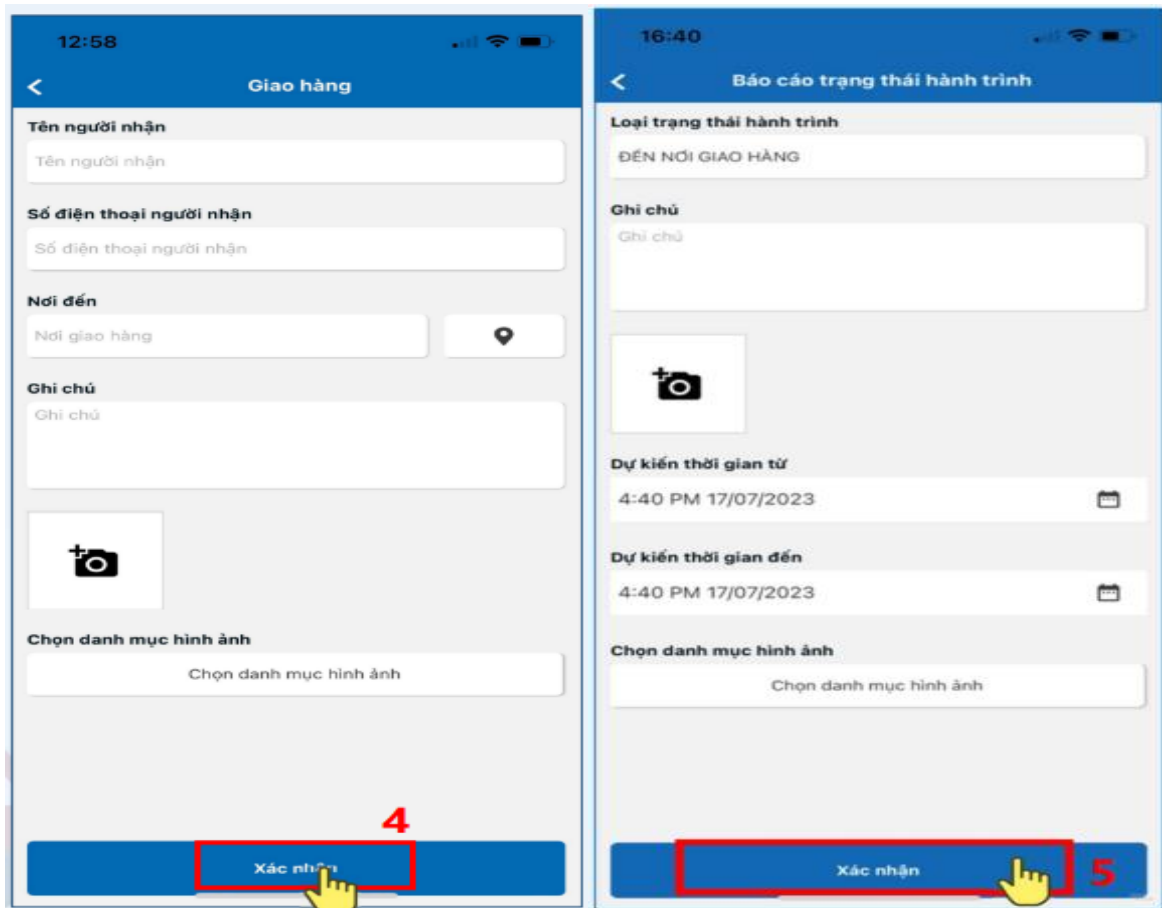 12:58
Giao hàng
Tên người nhận
Tên người nhận
Số điện thoại người nhận
Số điện thoại người nhận
Nơi đến
Nơi giao hàng
Ghi chú
Ghi chú
Chọn danh mục hình ảnh
Chọn danh mục hình ảnh
4
Xác nhận
16:40
Báo cáo trạng thái hành trình
Loại trạng thái hành trình
ĐẾN NƠI GIAO HÀNG
Ghi chú
Ghi chú
Dự kiến thời gian từ
4:40 PM 17/07/2023
Dự kiến thời gian đến
4:40 PM 17/07/2023
Chọn danh mục hình ảnh
Chọn danh mục hình ảnh
Xác nhận
5